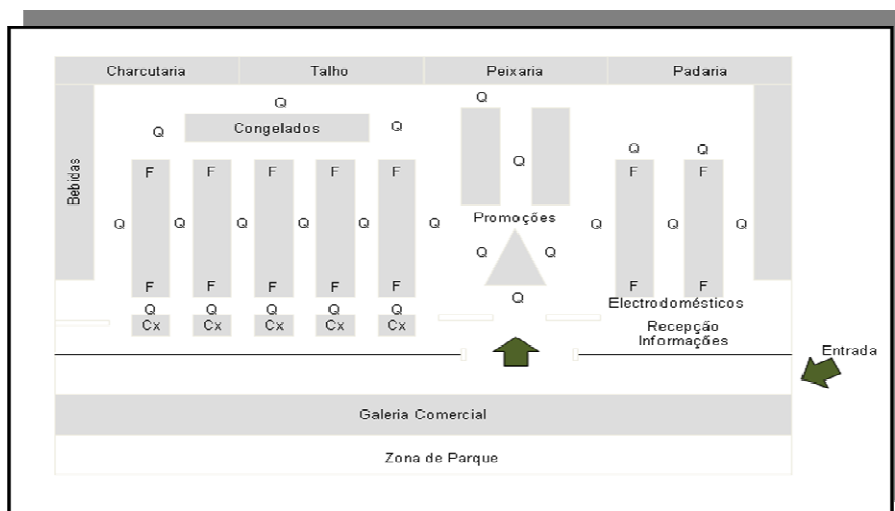 Charcutaria Talho Peixaria Padaria
Q Q
Q Congelados Q
Q Q
Q
Bebidas
F F F F F F F
Q Q Q Q Q Q Q Q Q
Promoções
Q Q
F F F F F F F
Q
Electrodomésticos
Q Q Q Q Q
Cx Cx Cx Cx Cx
Recepção
Informações
Entrada
Galeria Comercial
Zona de Parque